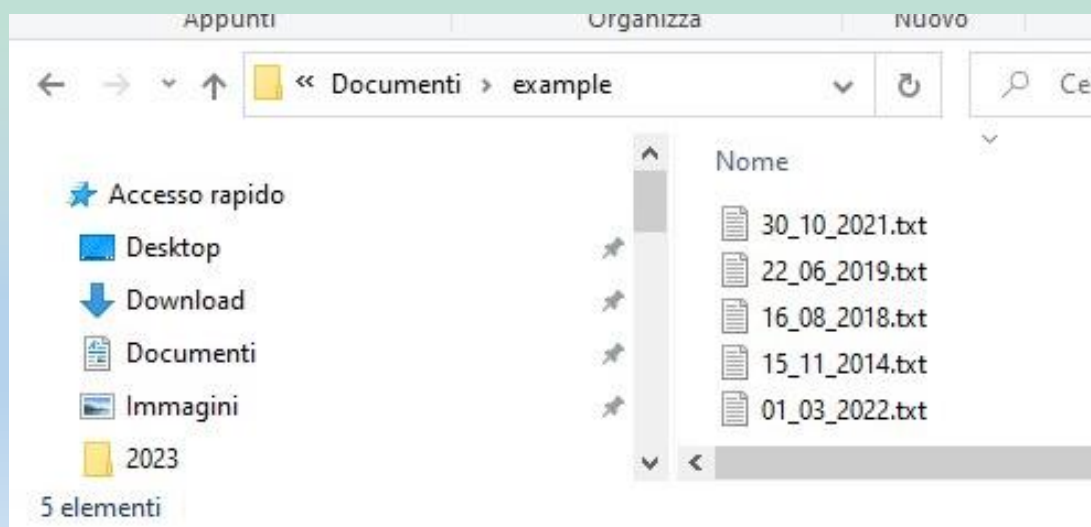 Appunti Organizza Nuovo
« Documenti › example Ce
Accesso rapido
Desktop
Download
Documenti
Immagini
2023
Nome
30_10_2021.txt
22_06_2019.txt
16_08_2018.txt
15_11_2014.txt
01_03_2022.txt
5 elementi